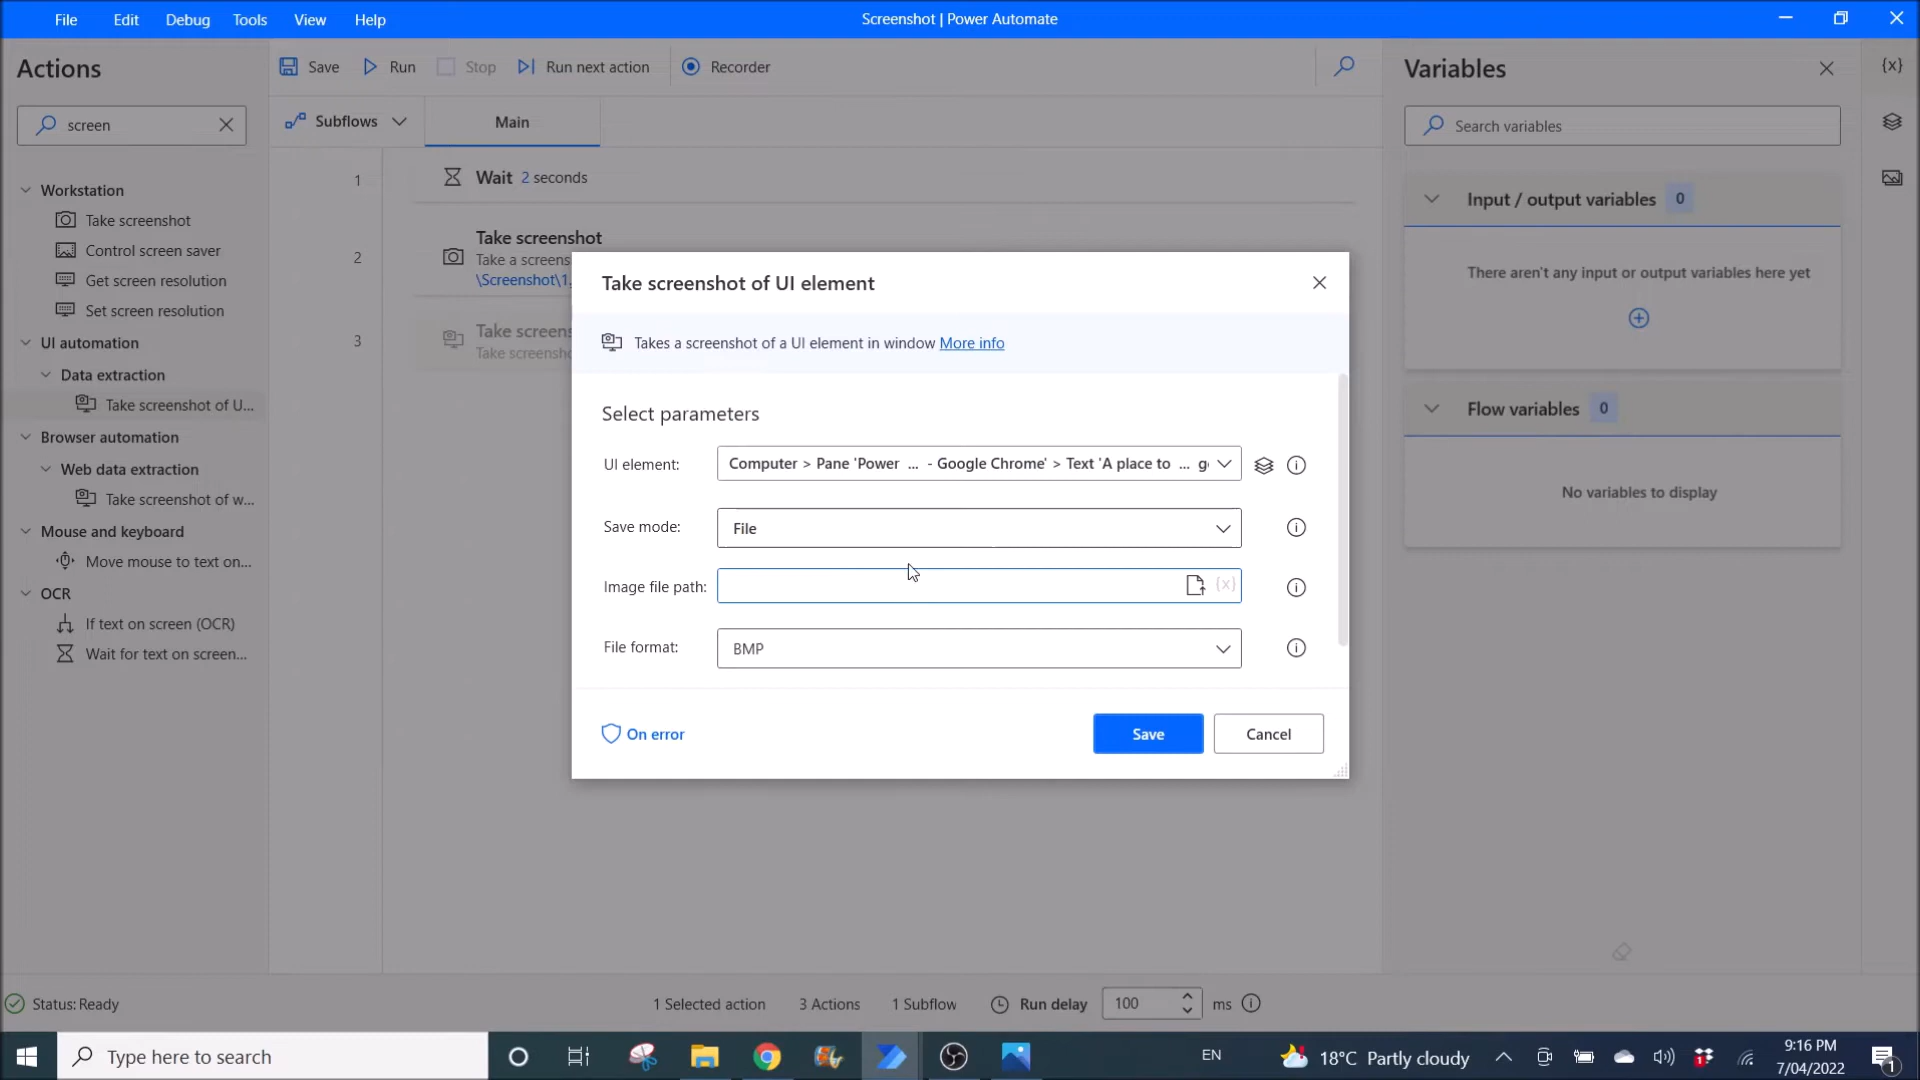 File Edit Debug Tools View Help
Screenshot | Power Automate
Actions
screen
Workstation
Take screenshot
Control screen saver
Get screen resolution
Set screen resolution
UI automation
Data extraction
Take screenshot of U...
Browser automation
Web data extraction
Take screenshot of w...
Mouse and keyboard
Move mouse to text on...
OCR
If text on screen (OCR)
Wait for text on screen...
Save Run Stop Run next action Recorder
Subflows Main
1 Wait 2 seconds
2 Take screenshot
Take a screens
\Screenshot\1.
3 Take screens
Take screensho
Take screenshot of UI element
Takes a screenshot of a UI element in window More info
Select parameters
UI element: Computer > Pane 'Power ... - Google Chrome' > Text 'A place to ... g
Save mode: File
Image file path: {x}
File format: BMP
On error Save Cancel
Variables
{x}
Search variables
Input / output variables 0
There aren't any input or output variables here yet
Flow variables 0
No variables to display
Status: Ready 1 Selected action 3 Actions 1 Subflow Run delay 100 ms
Type here to search
EN
18°C Partly cloudy
1
9:16 PM
7/04/2022
1